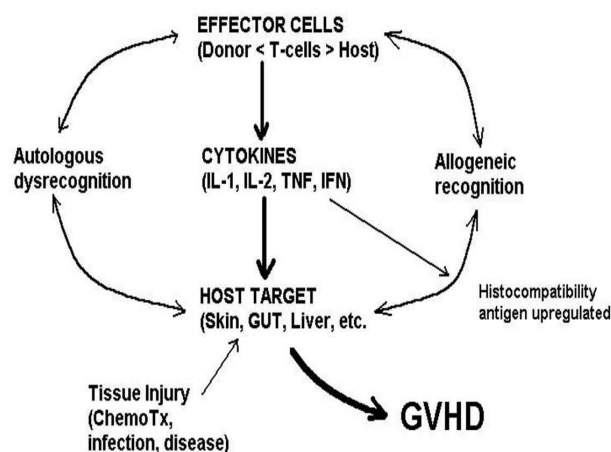 EFFECTOR CELLS
(Donor < T-cells > Host)
Autologous
dysrecognition
CYTOKINES
(IL-1, IL-2, TNF, IFN)
Allogeneic
recognition
HOST TARGET
(Skin, GUT, Liver, etc.
Histocompatibility
antigen upregulated
Tissue Injury
(ChemoTx,
infection, disease)
GVHD